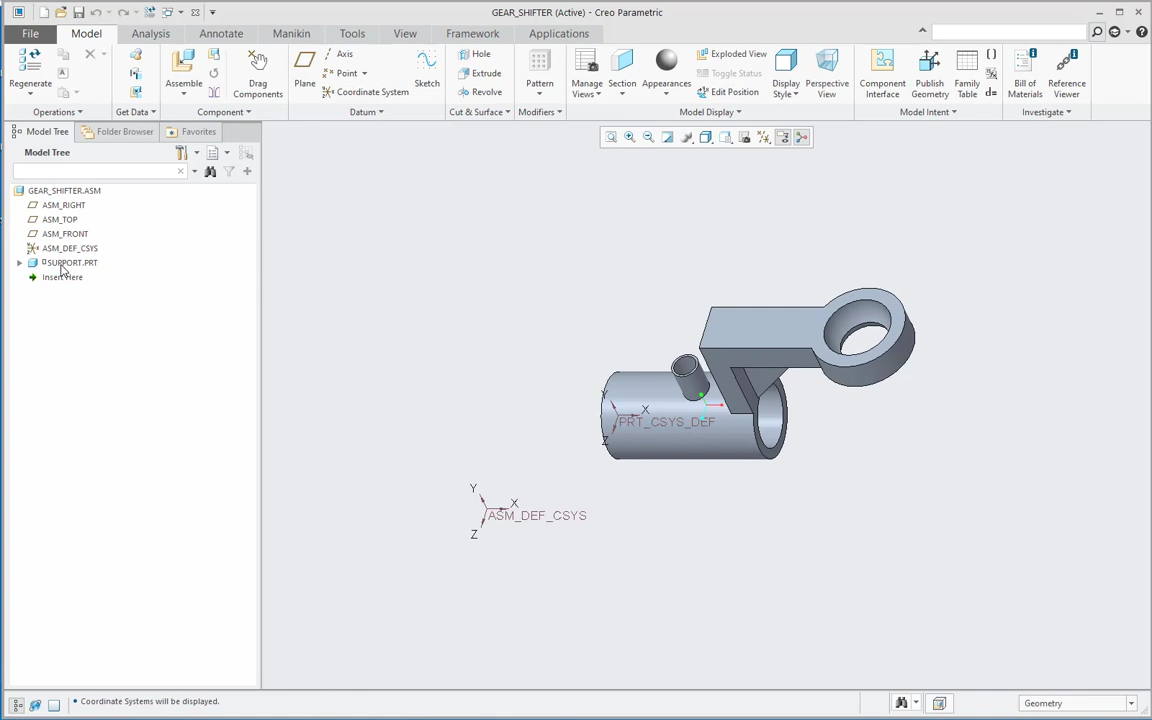 GEAR_SHIFTER (Active) - Creo Parametric
File Model Analysis Annotate Manikin Tools View Framework Applications
Regenerate
Operations
Get Data
Assemble
Drag Components
Component
Plane
Axis
Point
Coordinate System
Sketch
Datum
Hole
Extrude
Revolve
Cut & Surface
Pattern
Modifiers
Manage Views
Section
Appearances
Exploded View
Toggle Status
Edit Position
Display Style
Perspective View
Model Display
Component Interface
Publish Geometry
Family Table
d=
Model Intent
Bill of Materials
Reference Viewer
Investigate
Model Tree Folder Browser Favorites
Model Tree
GEAR_SHIFTER.ASM
ASM_RIGHT
ASM_TOP
ASM_FRONT
ASM_DEF_CSYS
SUPPORT.PRT
Insert Here
Y
X
PRT_CSYS_DEF
Z
Y
X
ASM_DEF_CSYS
Z
• Coordinate Systems will be displayed.
Geometry